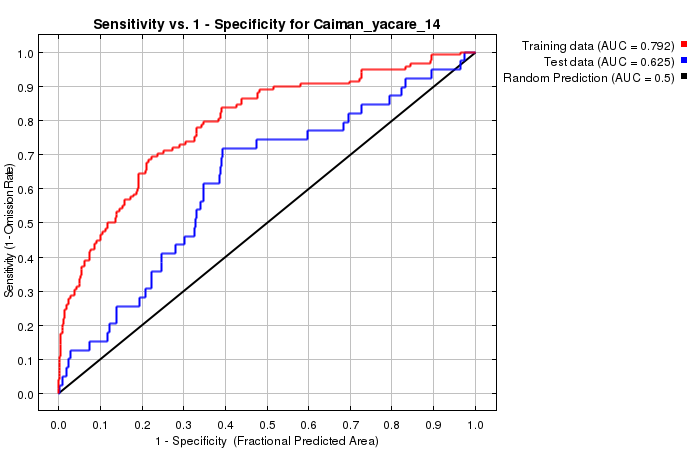 Sensitivity vs. 1 - Specificity for Caiman_yacare_14
Training data (AUC = 0.792)
Test data (AUC = 0.625)
Random Prediction (AUC = 0.5)
Sensitivity (1 - Omission Rate)
1.0
0.9
0.8
0.7
0.6
0.5
0.4
0.3
0.2
0.1
0.0
0.0 0.1 0.2 0.3 0.4 0.5 0.6 0.7 0.8 0.9 1.0
1 - Specificity (Fractional Predicted Area)